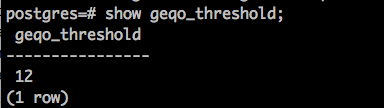 postgres=# show geqo_threshold;
 geqo_threshold
----------------
 12
(1 row)